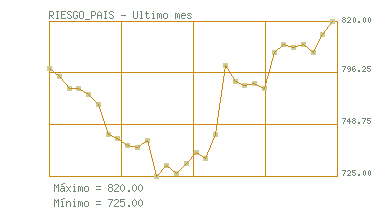 RIESGO_PAIS - Ultimo mes
820.00
796.25
748.75
725.00
Máximo = 820.00
Mínimo = 725.00